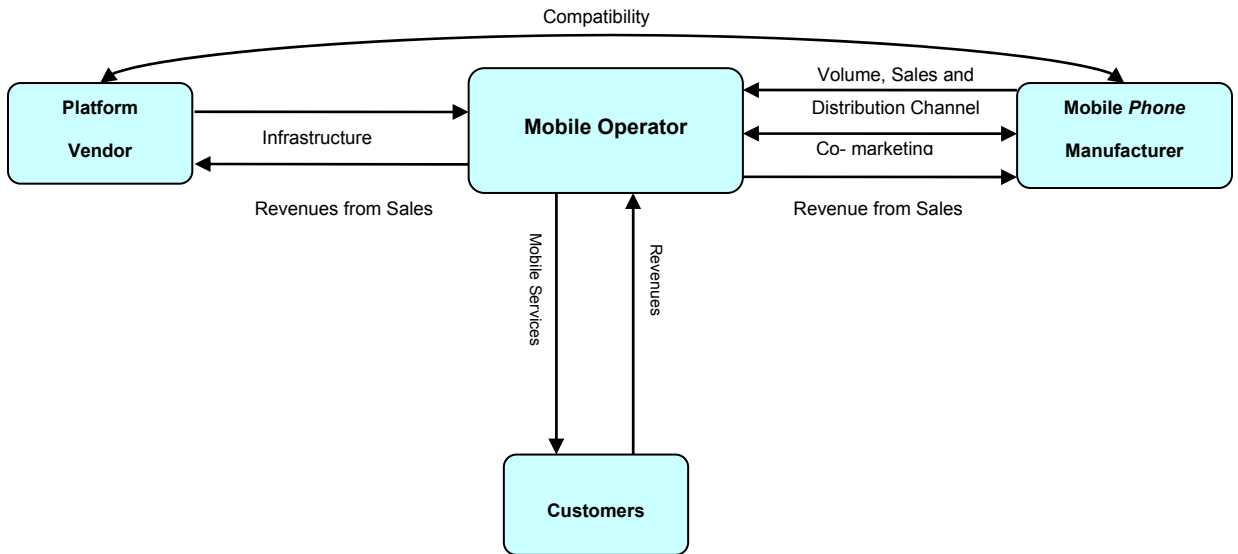 Compatibility
Platform
Vendor
Infrastructure
Revenues from Sales
Mobile Operator
Volume, Sales and
Distribution Channel
Co- marketing
Revenue from Sales
Mobile Phone
Manufacturer
Mobile Services
Revenues
Customers